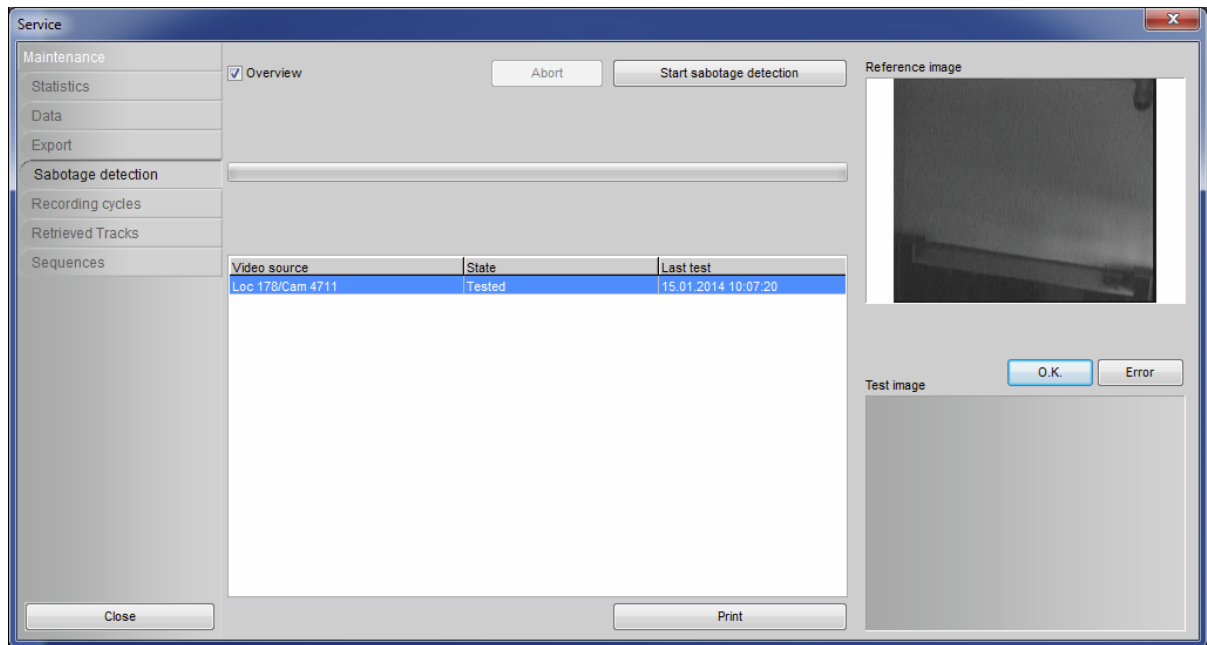 Service
Maintenance
Statistics
Data
Export
Sabotage detection
Recording cycles
Retrieved Tracks
Sequences
Close
Overview
Abort
Start sabotage detection
Video source State Last test
Loc 178/Cam 4711 Tested 15.01.2014 10:07:20
Print
Reference image
O.K. Error
Test image